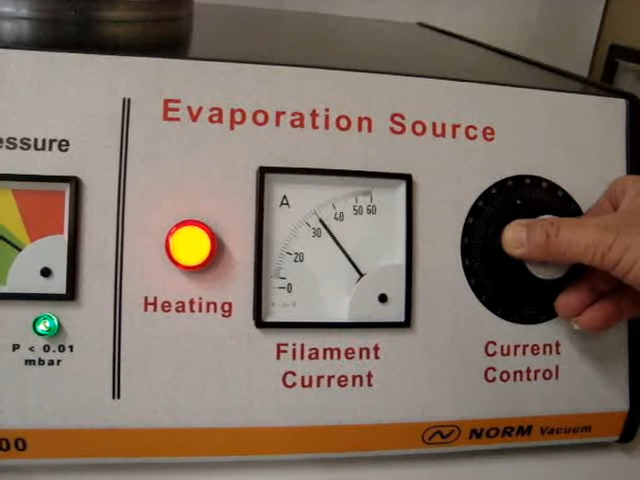 Evaporation Source
essure
A
0
20
30
40
50
60
Heating
P < 0.01
mbar
Filament
Current
Current
Control
00
NORM Vacuum